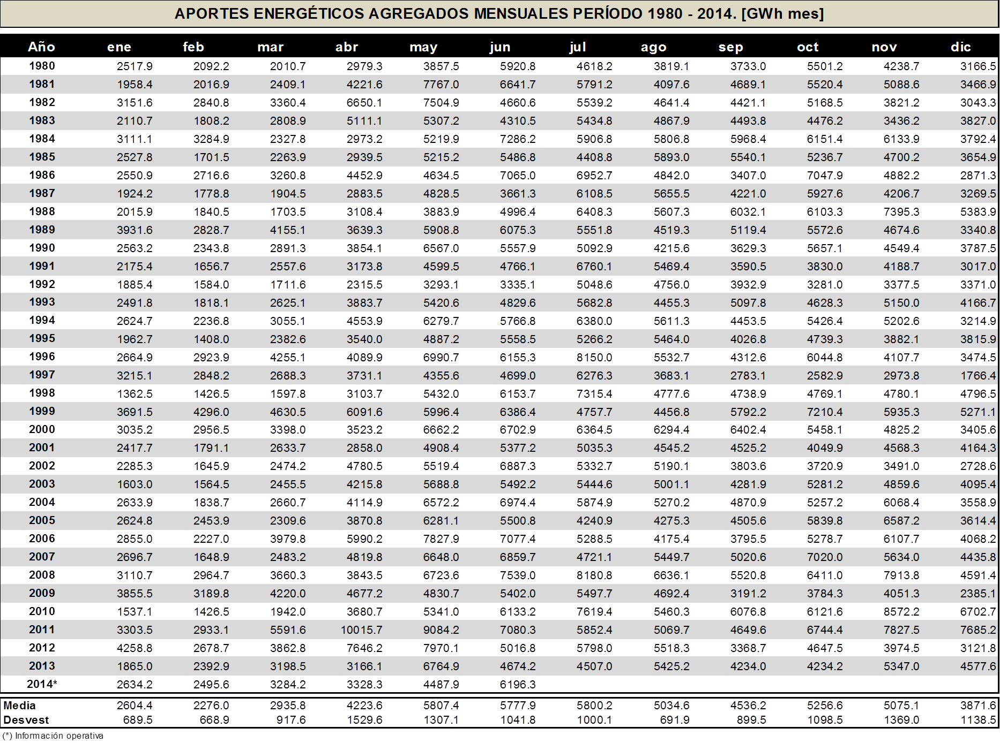 APORTES ENERGÉTICOS AGREGADOS MENSUALES PERÍODO 1980 - 2014. [GWh mes]
Año ene feb mar abr may jun jul ago sep oct nov dic
1980 2517.9 2092.2 2010.7 2979.3 3857.5 5920.8 4618.2 3819.1 3733.0 5501.2 4238.7 3166.5
1981 1958.4 2016.9 2409.1 4221.6 7767.0 6641.7 5791.2 4097.6 4689.1 5520.4 5088.6 3466.9
1982 3151.6 2840.8 3360.4 6650.1 7504.9 4660.6 5539.2 4641.4 4421.1 5168.5 3821.2 3043.3
1983 2110.7 1808.2 2808.9 5111.1 5307.2 4310.5 5434.8 4867.9 4493.8 4476.2 3436.2 3827.0
1984 3111.1 3284.9 2327.8 2973.2 5219.9 7286.2 5906.8 5806.8 5968.4 6151.4 6133.9 3792.4
1985 2527.8 1701.5 2263.9 2939.5 5215.2 5486.8 4408.8 5893.0 5540.1 5236.7 4700.2 3654.9
1986 2550.9 2716.6 3260.8 4452.9 4634.5 7065.0 6952.7 4842.0 3407.0 7047.9 4882.2 2871.3
1987 1924.2 1778.8 1904.5 2883.5 4828.5 3661.3 6108.5 5655.5 4221.0 5927.6 4206.7 3269.5
1988 2015.9 1840.5 1703.5 3108.4 3883.9 4996.4 6408.3 5607.3 6032.1 6103.3 7395.3 5383.9
1989 3931.6 2828.7 4155.1 3639.3 5908.8 6075.3 5551.8 4519.3 5119.4 5572.6 4674.6 3340.8
1990 2563.2 2343.8 2891.3 3854.1 6567.0 5557.9 5092.9 4215.6 3629.3 5657.1 4549.4 3787.5
1991 2175.4 1656.7 2557.6 3173.8 4599.5 4766.1 6760.1 5469.4 3590.5 3830.0 4188.7 3017.0
1992 1885.4 1584.0 1711.6 2315.5 3293.1 3335.1 5048.6 4756.0 3932.9 3281.0 3377.5 3371.0
1993 2491.8 1818.1 2625.1 3883.7 5420.6 4829.6 5682.8 4455.3 5097.8 4628.3 5150.0 4166.7
1994 2624.7 2236.8 3055.1 4553.9 6279.7 5766.8 6380.0 5611.3 4453.5 5426.4 5202.6 3214.9
1995 1962.7 1408.0 2382.6 3540.0 4887.2 5558.5 5266.2 5464.0 4026.8 4739.3 3882.1 3815.9
1996 2664.9 2923.9 4255.1 4089.9 6990.7 6155.3 8150.0 5532.7 4312.6 6044.8 4107.7 3474.5
1997 3215.1 2848.2 2688.3 3731.1 4355.6 4699.0 6276.3 3683.1 2783.1 2582.9 2973.8 1766.4
1998 1362.5 1426.5 1597.8 3103.7 5432.0 6153.7 7315.4 4777.6 4738.9 4769.1 4780.1 4796.5
1999 3691.5 4296.0 4630.5 6091.6 5996.4 6386.4 4757.7 4456.8 5792.2 7210.4 5935.3 5271.1
2000 3035.2 2956.5 3398.0 3523.2 6662.2 6702.9 6364.5 6294.4 6402.4 5458.1 4825.2 3405.6
2001 2417.7 1791.1 2633.7 2858.0 4908.4 5377.2 5035.3 4545.2 4525.2 4049.9 4568.3 4164.3
2002 2285.3 1645.9 2474.2 4780.5 5519.4 6887.3 5332.7 5190.1 3803.6 3720.9 3491.0 2728.6
2003 1603.0 1564.5 2455.5 4215.8 5688.8 5492.2 5444.6 5001.1 4281.9 5281.2 4859.6 4095.4
2004 2633.9 1838.7 2660.7 4114.9 6572.2 6974.4 5874.9 5270.2 4870.9 5257.2 6068.4 3558.9
2005 2624.8 2453.9 2309.6 3870.8 6281.1 5500.8 4240.9 4275.3 4505.6 5839.8 6587.2 3614.4
2006 2855.0 2227.0 3979.8 5990.2 7827.9 7077.4 5288.5 4175.4 3795.5 5278.7 6107.7 4068.2
2007 2696.7 1648.9 2483.2 4819.8 6648.0 6859.7 4721.1 5449.7 5020.6 7020.0 5634.0 4435.8
2008 3110.7 2964.7 3660.3 3843.5 6723.6 7539.0 8180.8 6636.1 5520.8 6411.0 7913.8 4591.4
2009 3855.5 3189.8 4220.0 4677.2 4830.7 5402.0 5497.7 4692.4 3191.2 3784.3 4051.3 2385.1
2010 1537.1 1426.5 1942.0 3680.7 5341.0 6133.2 7619.4 5460.3 6076.8 6121.6 8572.2 6702.7
2011 3303.5 2933.1 5591.6 10015.7 9084.2 7080.3 5852.4 5069.7 4649.6 6744.4 7827.5 7685.2
2012 4258.8 2678.7 3862.8 7646.2 7970.1 5016.8 5798.0 5518.3 3368.7 4647.5 3974.5 3121.8
2013 1865.0 2392.9 3198.5 3166.1 6764.9 4674.2 4507.0 5425.2 4234.0 4234.2 5347.0 4577.6
2014* 2634.2 2495.6 3284.2 3328.3 4487.9 6196.3
Media 2604.4 2276.0 2935.8 4223.6 5807.4 5777.9 5800.2 5034.6 4536.2 5256.6 5075.1 3871.6
Desvest 689.5 668.9 917.6 1529.6 1307.1 1041.8 1000.1 691.9 899.5 1098.5 1369.0 1138.5
(*) Información operativa